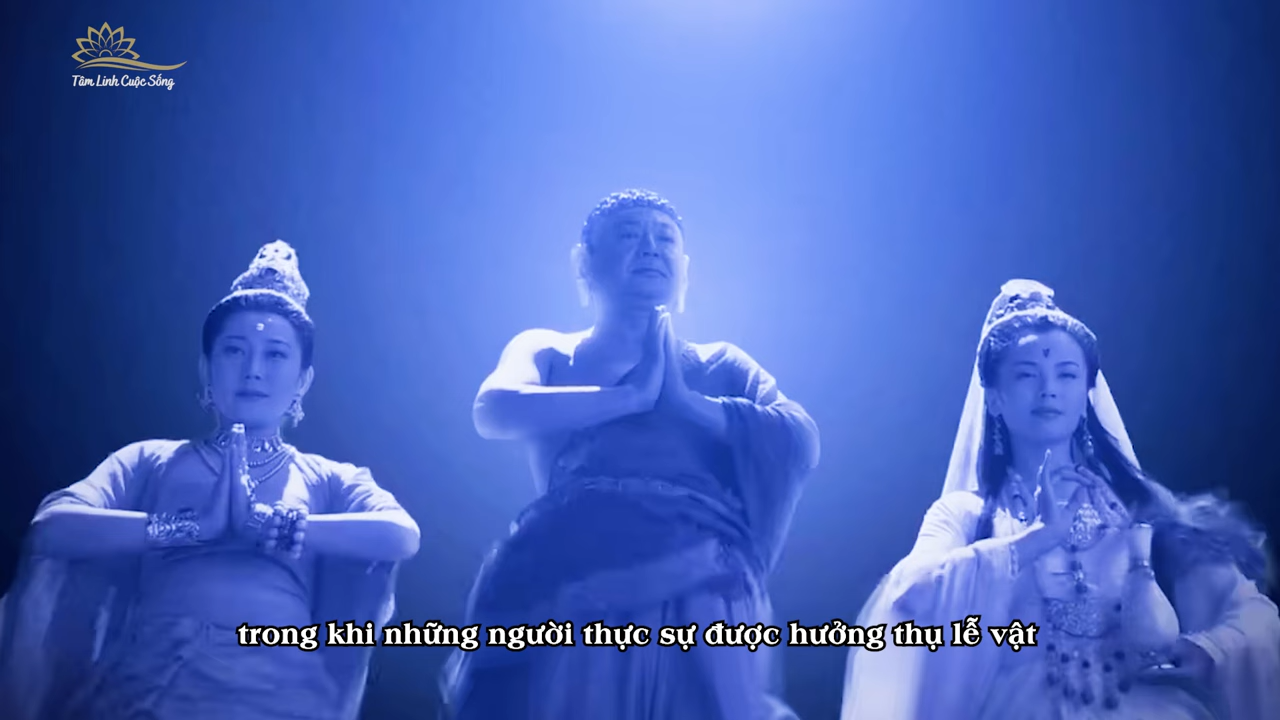 Tâm Linh Cuộc Sống
trong khi những người thực sự được hưởng thụ lễ vật